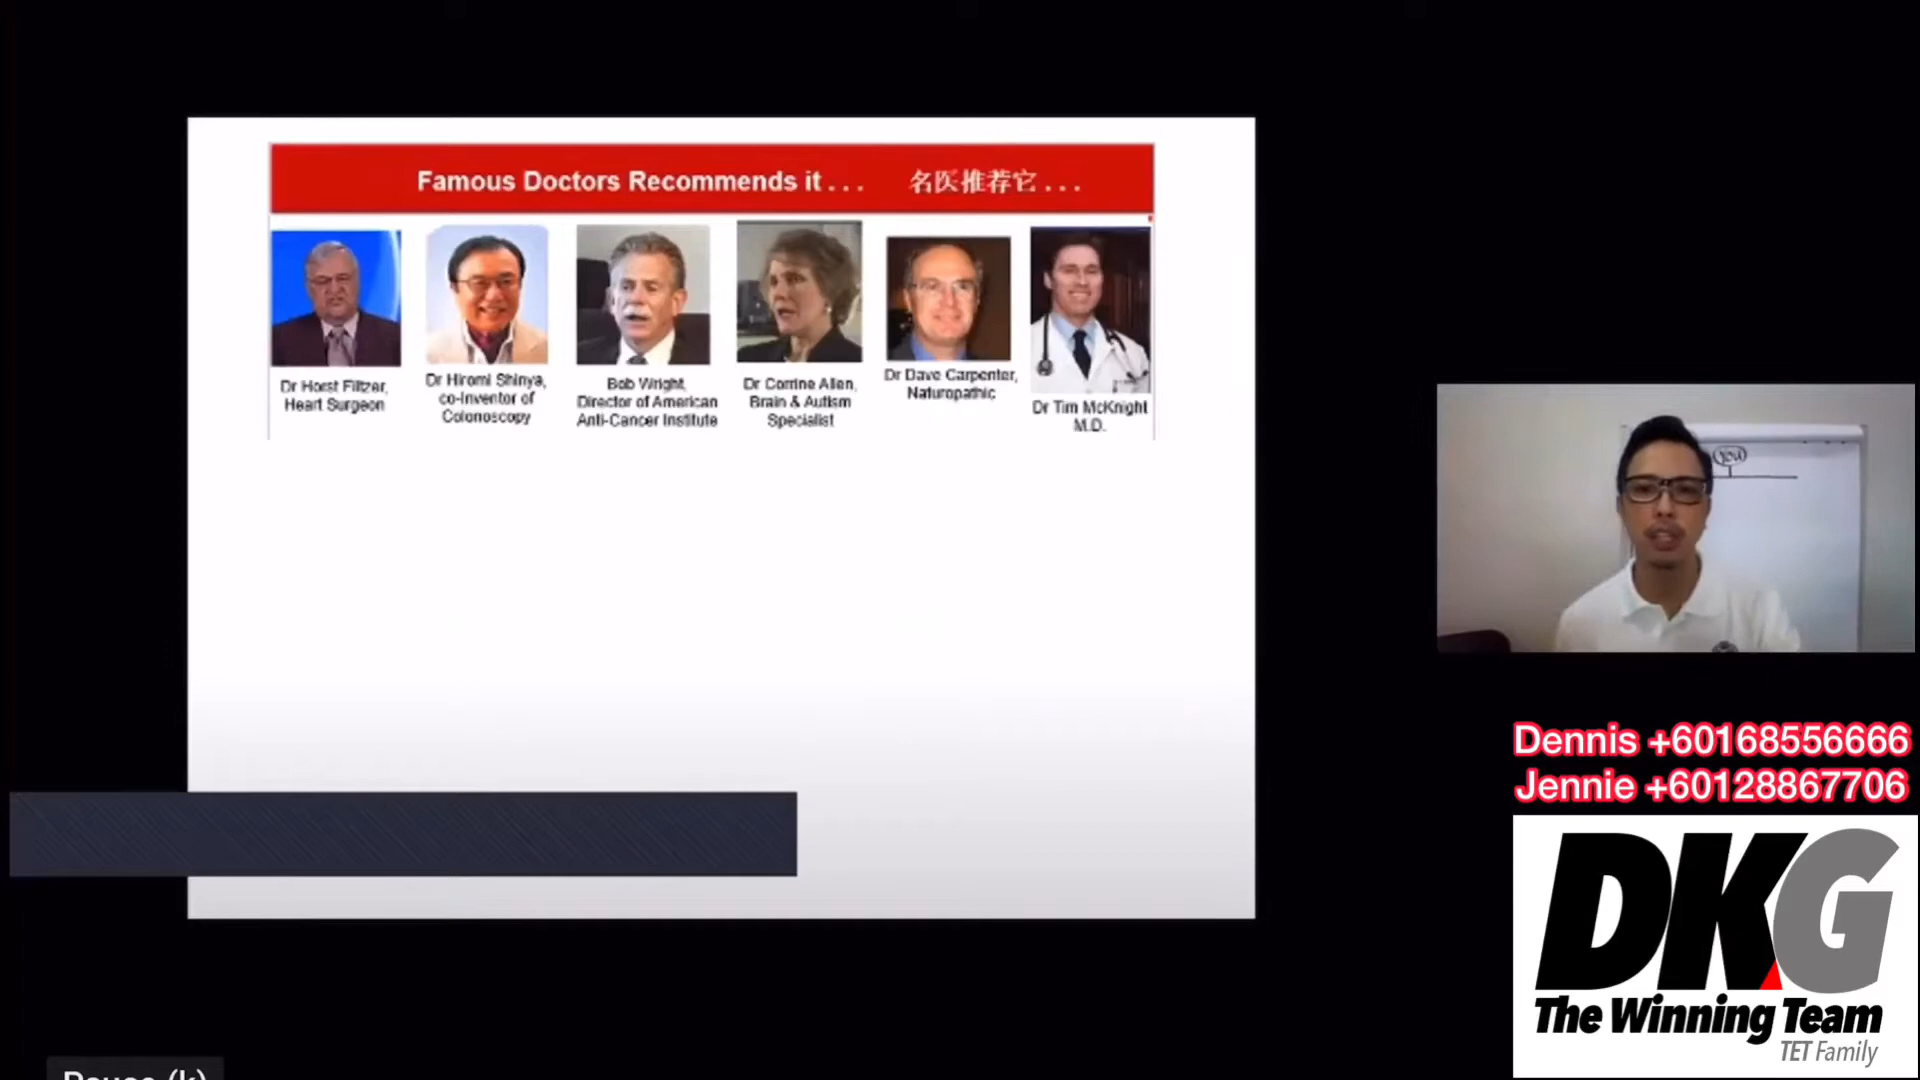 Famous Doctors Recommends it . . . 名医推荐它 . . .
Dr Horst Filtzer,
Heart Surgeon
Dr Hiromi Shinya,
co-Inventor of
Colonoscopy
Bob Wright,
Director of American
Anti-Cancer Institute
Dr Corrine Allen,
Brain & Autism
Specialist
Dr Dave Carpenter,
Naturopathic
Dr Tim McKnight
M.D.
you
Dennis +60168556666
Jennie +60128867706
DKG
The Winning Team
TET Family
Pause (k)